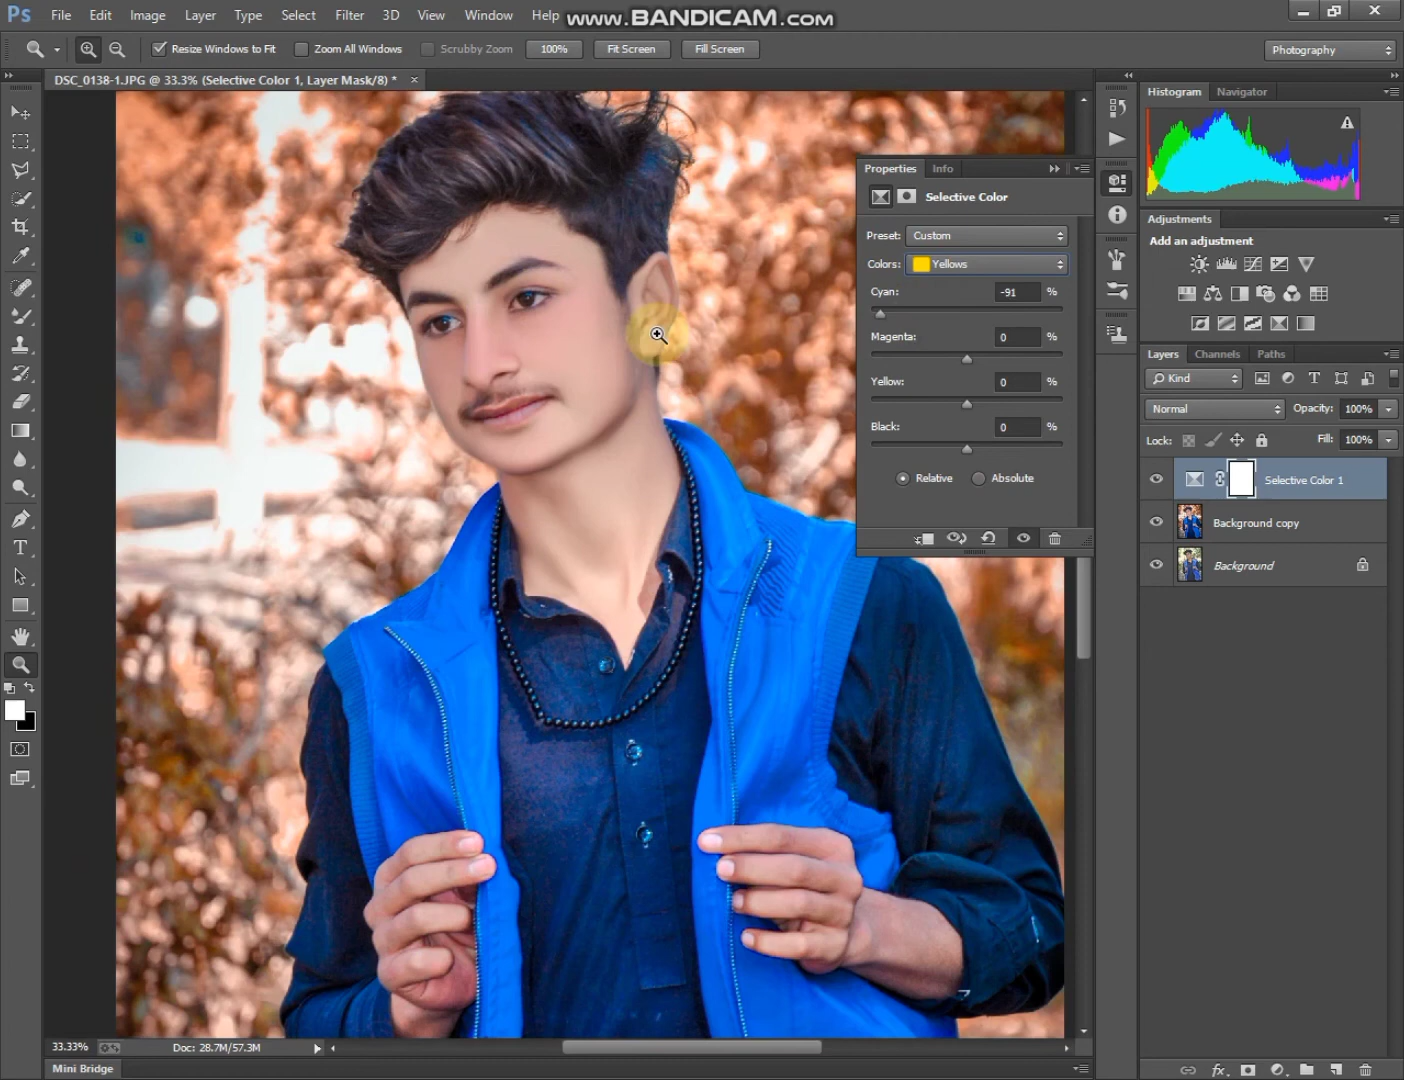 Ps File Edit Image Layer Type Select Filter 3D View Window Help www.BANDICAM.com
Resize Windows to Fit Zoom All Windows Scrubby Zoom 100% Fit Screen Fill Screen Photography
DSC_0138-1.JPG @ 33.3% (Selective Color 1, Layer Mask/8) *
Histogram Navigator
Properties Info
Selective Color
Preset: Custom
Colors: Yellows
Cyan: -91 %
Magenta: 0 %
Yellow: 0 %
Black: 0 %
Relative Absolute
Adjustments
Add an adjustment
Layers Channels Paths
Kind
Normal Opacity: 100%
Lock: Fill: 100%
Selective Color 1
Background copy
Background
33.33% Doc: 28.7M/57.3M
Mini Bridge